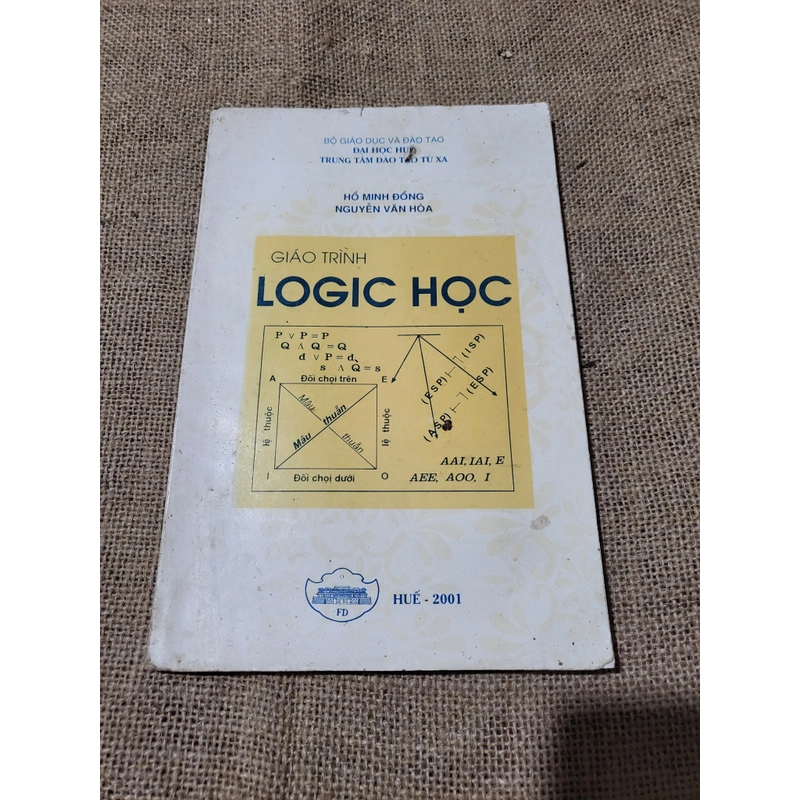 BỘ GIÁO DỤC VÀ ĐÀO TẠO
ĐẠI HỌC HUẾ
TRUNG TÂM ĐÀO TẠO TỪ XA
HỒ MINH ĐỒNG
NGUYỄN VĂN HÒA
GIÁO TRÌNH
LOGIC HỌC
P ∨ P = P
Q ∧ Q = Q
d ∨ P = d
s ∧ Q = s
A Đối chọi trên E
lệ thuộc
Mâu thuẫn
Mâu thuẫn
lệ thuộc
I Đối chọi dưới O
(E S P) ⊢ ┐ (I S P)
(A S P) ⊢ ┐ (E S P)
AAI, IAI, E
AEE, AOO, I
FD
HUẾ - 2001